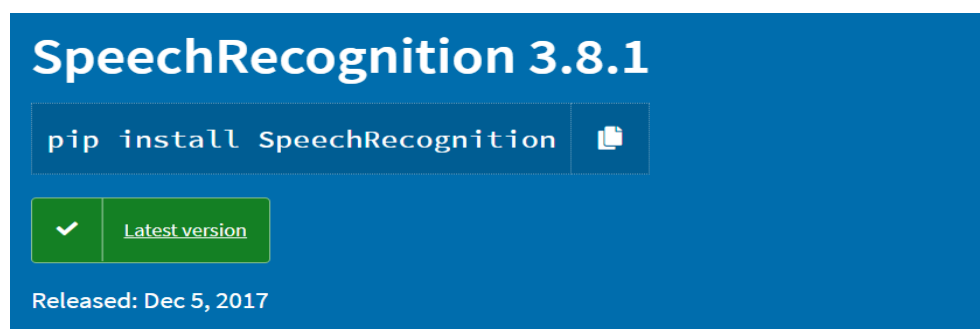 SpeechRecognition 3.8.1
pip install SpeechRecognition
Latest version
Released: Dec 5, 2017